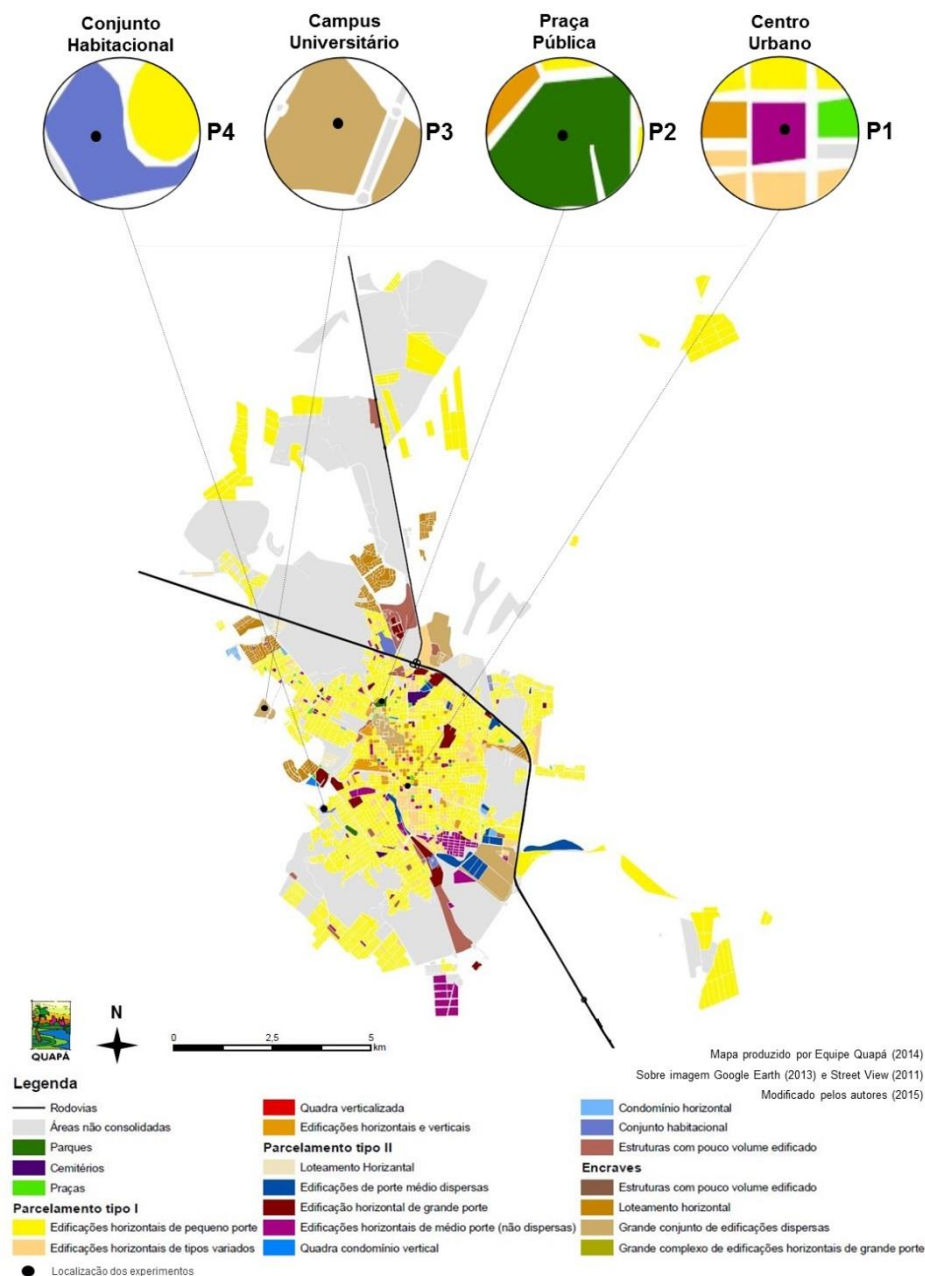 Conjunto
Habitacional
Campus
Universitário
Praça
Pública
Centro
Urbano
P4
P3
P2
P1
QUAPÁ
N
0
2,5
5
km
Mapa produzido por Equipe Quapá (2014)
Sobre imagem Google Earth (2013) e Street View (2011)
Modificado pelos autores (2015)
Legenda
Rodovias
Áreas não consolidadas
Parques
Cemitérios
Praças
Parcelamento tipo I
Edificações horizontais de pequeno porte
Edificações horizontais de tipos variados
Localização dos experimentos
Quadra verticalizada
Edificações horizontais e verticais
Parcelamento tipo II
Loteamento Horizantal
Edificações de porte médio dispersas
Edificação horizontal de grande porte
Edificações horizontais de médio porte (não dispersas)
Quadra condomínio vertical
Condomínio horizontal
Conjunto habitacional
Estruturas com pouco volume edificado
Encraves
Estruturas com pouco volume edificado
Loteamento horizontal
Grande conjunto de edificações dispersas
Grande complexo de edificações horizontais de grande porte